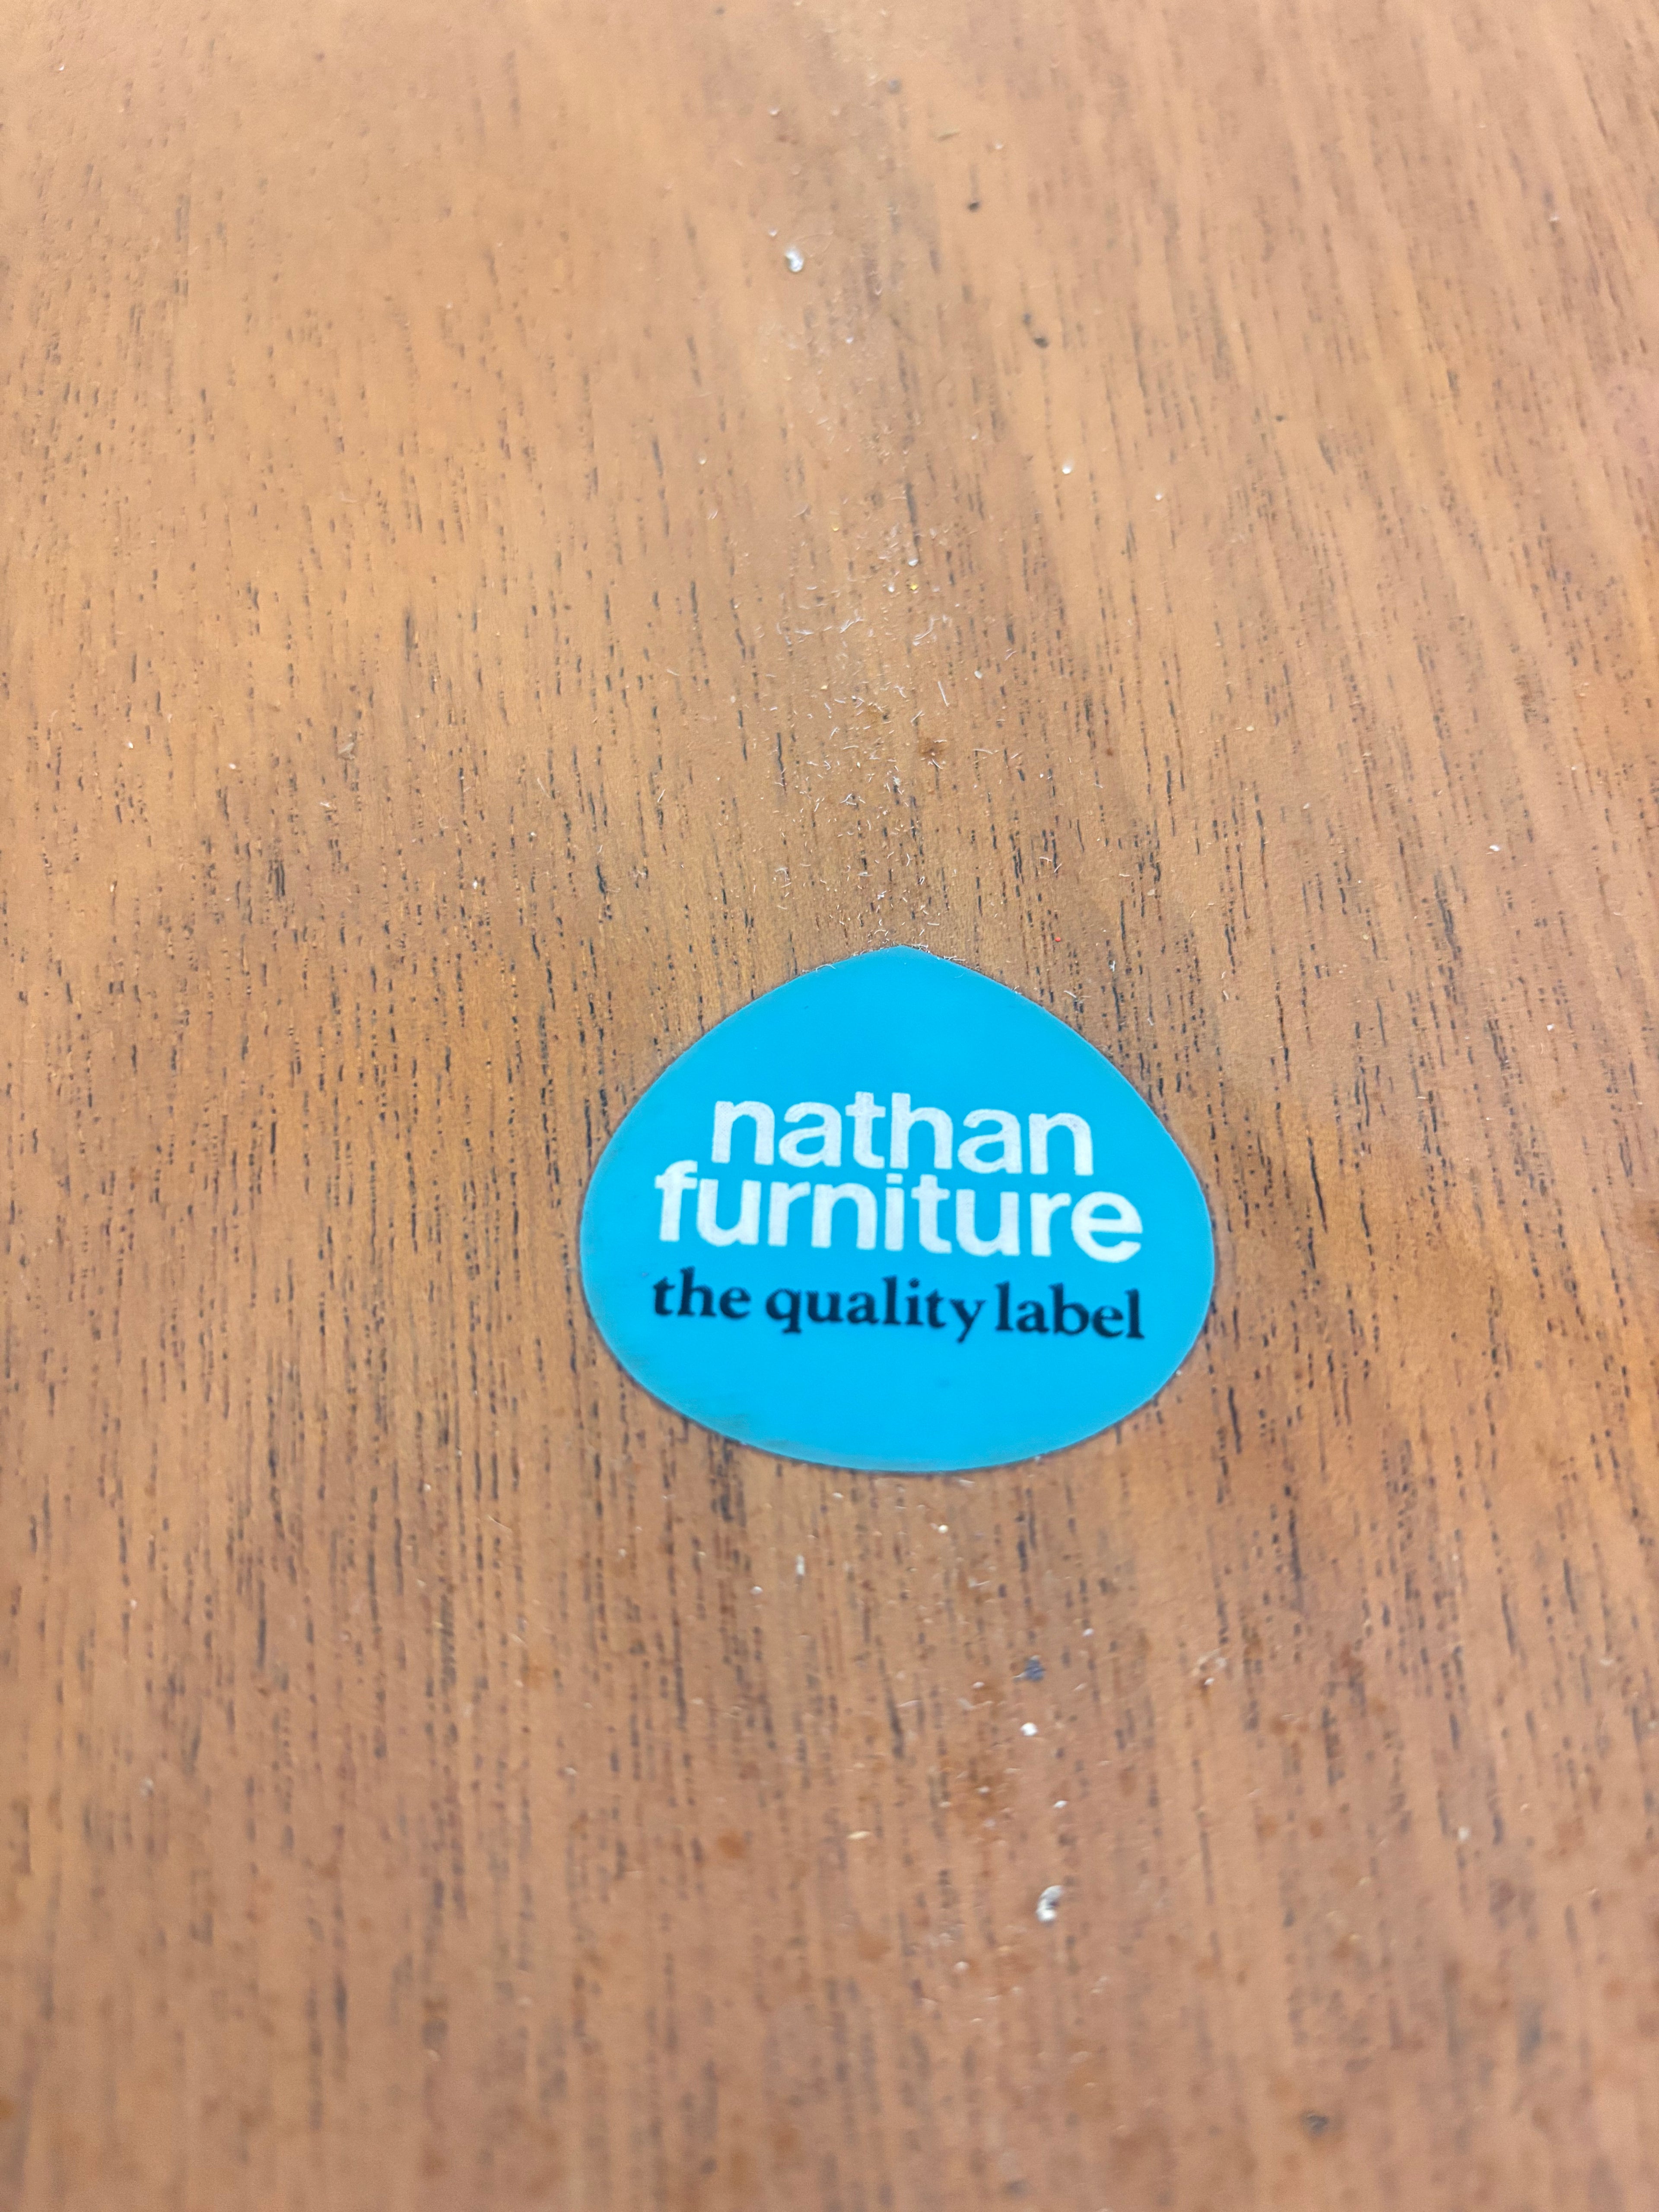 nathan
furniture
the quality label